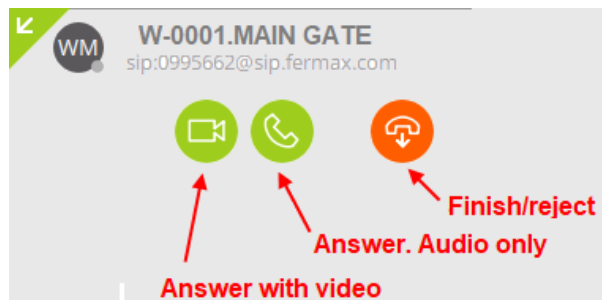 W-0001.MAIN GATE
WM
sip:0995662@sip.fermax.com
Finish/reject
Answer. Audio only
Answer with video